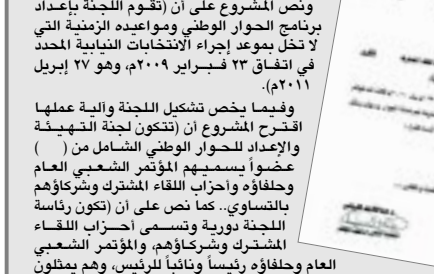 ونص المشروع على أن (تقوم اللجنة بإعداد
برنامج الحوار الوطني ومواعيده الزمنية التي
لا تخل بموعد إجراء الانتخابات النيابية المحدد
في اتفاق ٢٣ فبراير ٢٠٠٩م، وهو ٢٧ إبريل
٢٠١١م).
وفيما يخص تشكيل اللجنة وآلية عملها
اقترح المشروع أن (تتكون لجنة التهيئة
والإعداد للحوار الوطني الشامل من (    )
عضواً يسميهم المؤتمر الشعبي العام
وحلفاؤه وأحزاب اللقاء المشترك وشركاؤهم
بالتساوي.. كما نص على أن (تكون رئاسة
اللجنة دورية وتسمى أحزاب اللقاء
المشترك وشركاؤهم، والمؤتمر الشعبي
العام وحلفاؤه رئيساً ونائباً للرئيس، وهم يمثلون